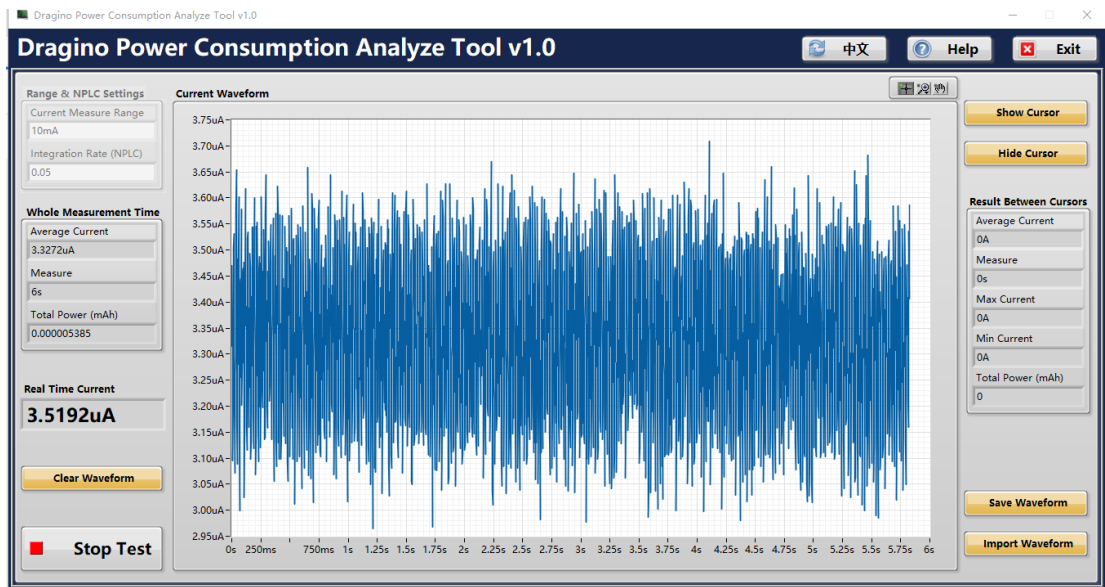 Dragino Power Consumption Analyze Tool v1.0
Dragino Power Consumption Analyze Tool v1.0
中文
Help
Exit
Range & NPLC Settings
Current Measure Range
10mA
Integration Rate (NPLC)
0.05
Whole Measurement Time
Average Current
3.3272uA
Measure
6s
Total Power (mAh)
0.000005385
Real Time Current
3.5192uA
Clear Waveform
Stop Test
Current Waveform
3.75uA
3.70uA
3.65uA
3.60uA
3.55uA
3.50uA
3.45uA
3.40uA
3.35uA
3.30uA
3.25uA
3.20uA
3.15uA
3.10uA
3.05uA
3.00uA
2.95uA
0s 250ms 750ms 1s 1.25s 1.5s 1.75s 2s 2.25s 2.5s 2.75s 3s 3.25s 3.5s 3.75s 4s 4.25s 4.5s 4.75s 5s 5.25s 5.5s 5.75s 6s
Show Cursor
Hide Cursor
Result Between Cursors
Average Current
0A
Measure
0s
Max Current
0A
Min Current
0A
Total Power (mAh)
0
Save Waveform
Import Waveform